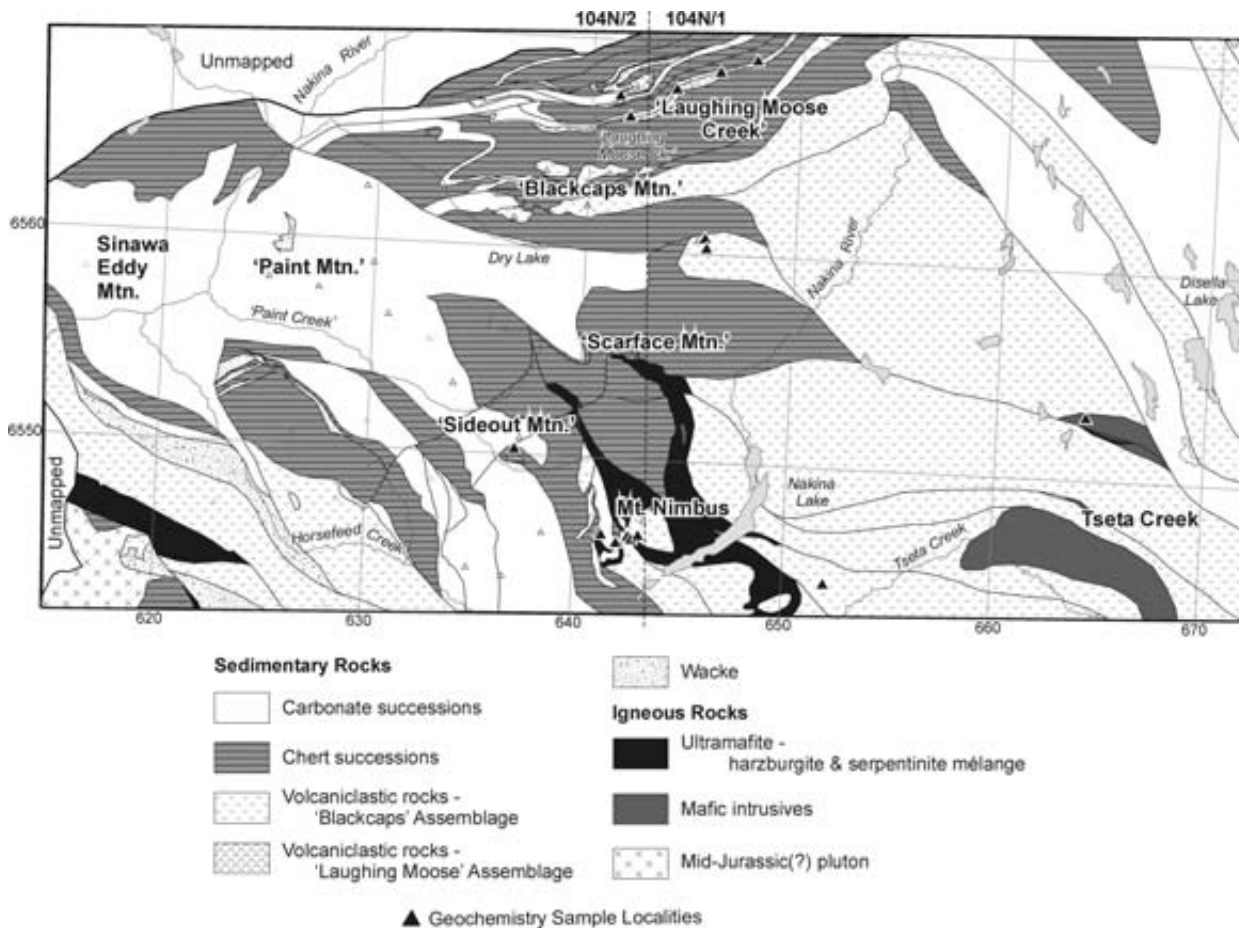 104N/2 104N/1
Unmapped
Nakina River
'Laughing Moose
Creek'
'Laughing
Moose Ck.'
'Blackcaps Mtn.'
6560
Sinawa
Eddy
Mtn.
'Paint Mtn.'
Dry Lake
Nakina River
Disella
Lake
'Paint Creek'
'Scarface Mtn.'
6550
'Sideout Mtn.'
Unmapped
Nakina
Lake
Mt. Nimbus
Tseta Creek
Horsefeed Creek
Tseta Creek
620 630 640 650 660 670
Sedimentary Rocks
Carbonate successions
Chert successions
Volcaniclastic rocks -
'Blackcaps' Assemblage
Volcaniclastic rocks -
'Laughing Moose' Assemblage
Wacke
Igneous Rocks
Ultramafite -
harzburgite & serpentinite mélange
Mafic intrusives
Mid-Jurassic(?) pluton
Geochemistry Sample Localities